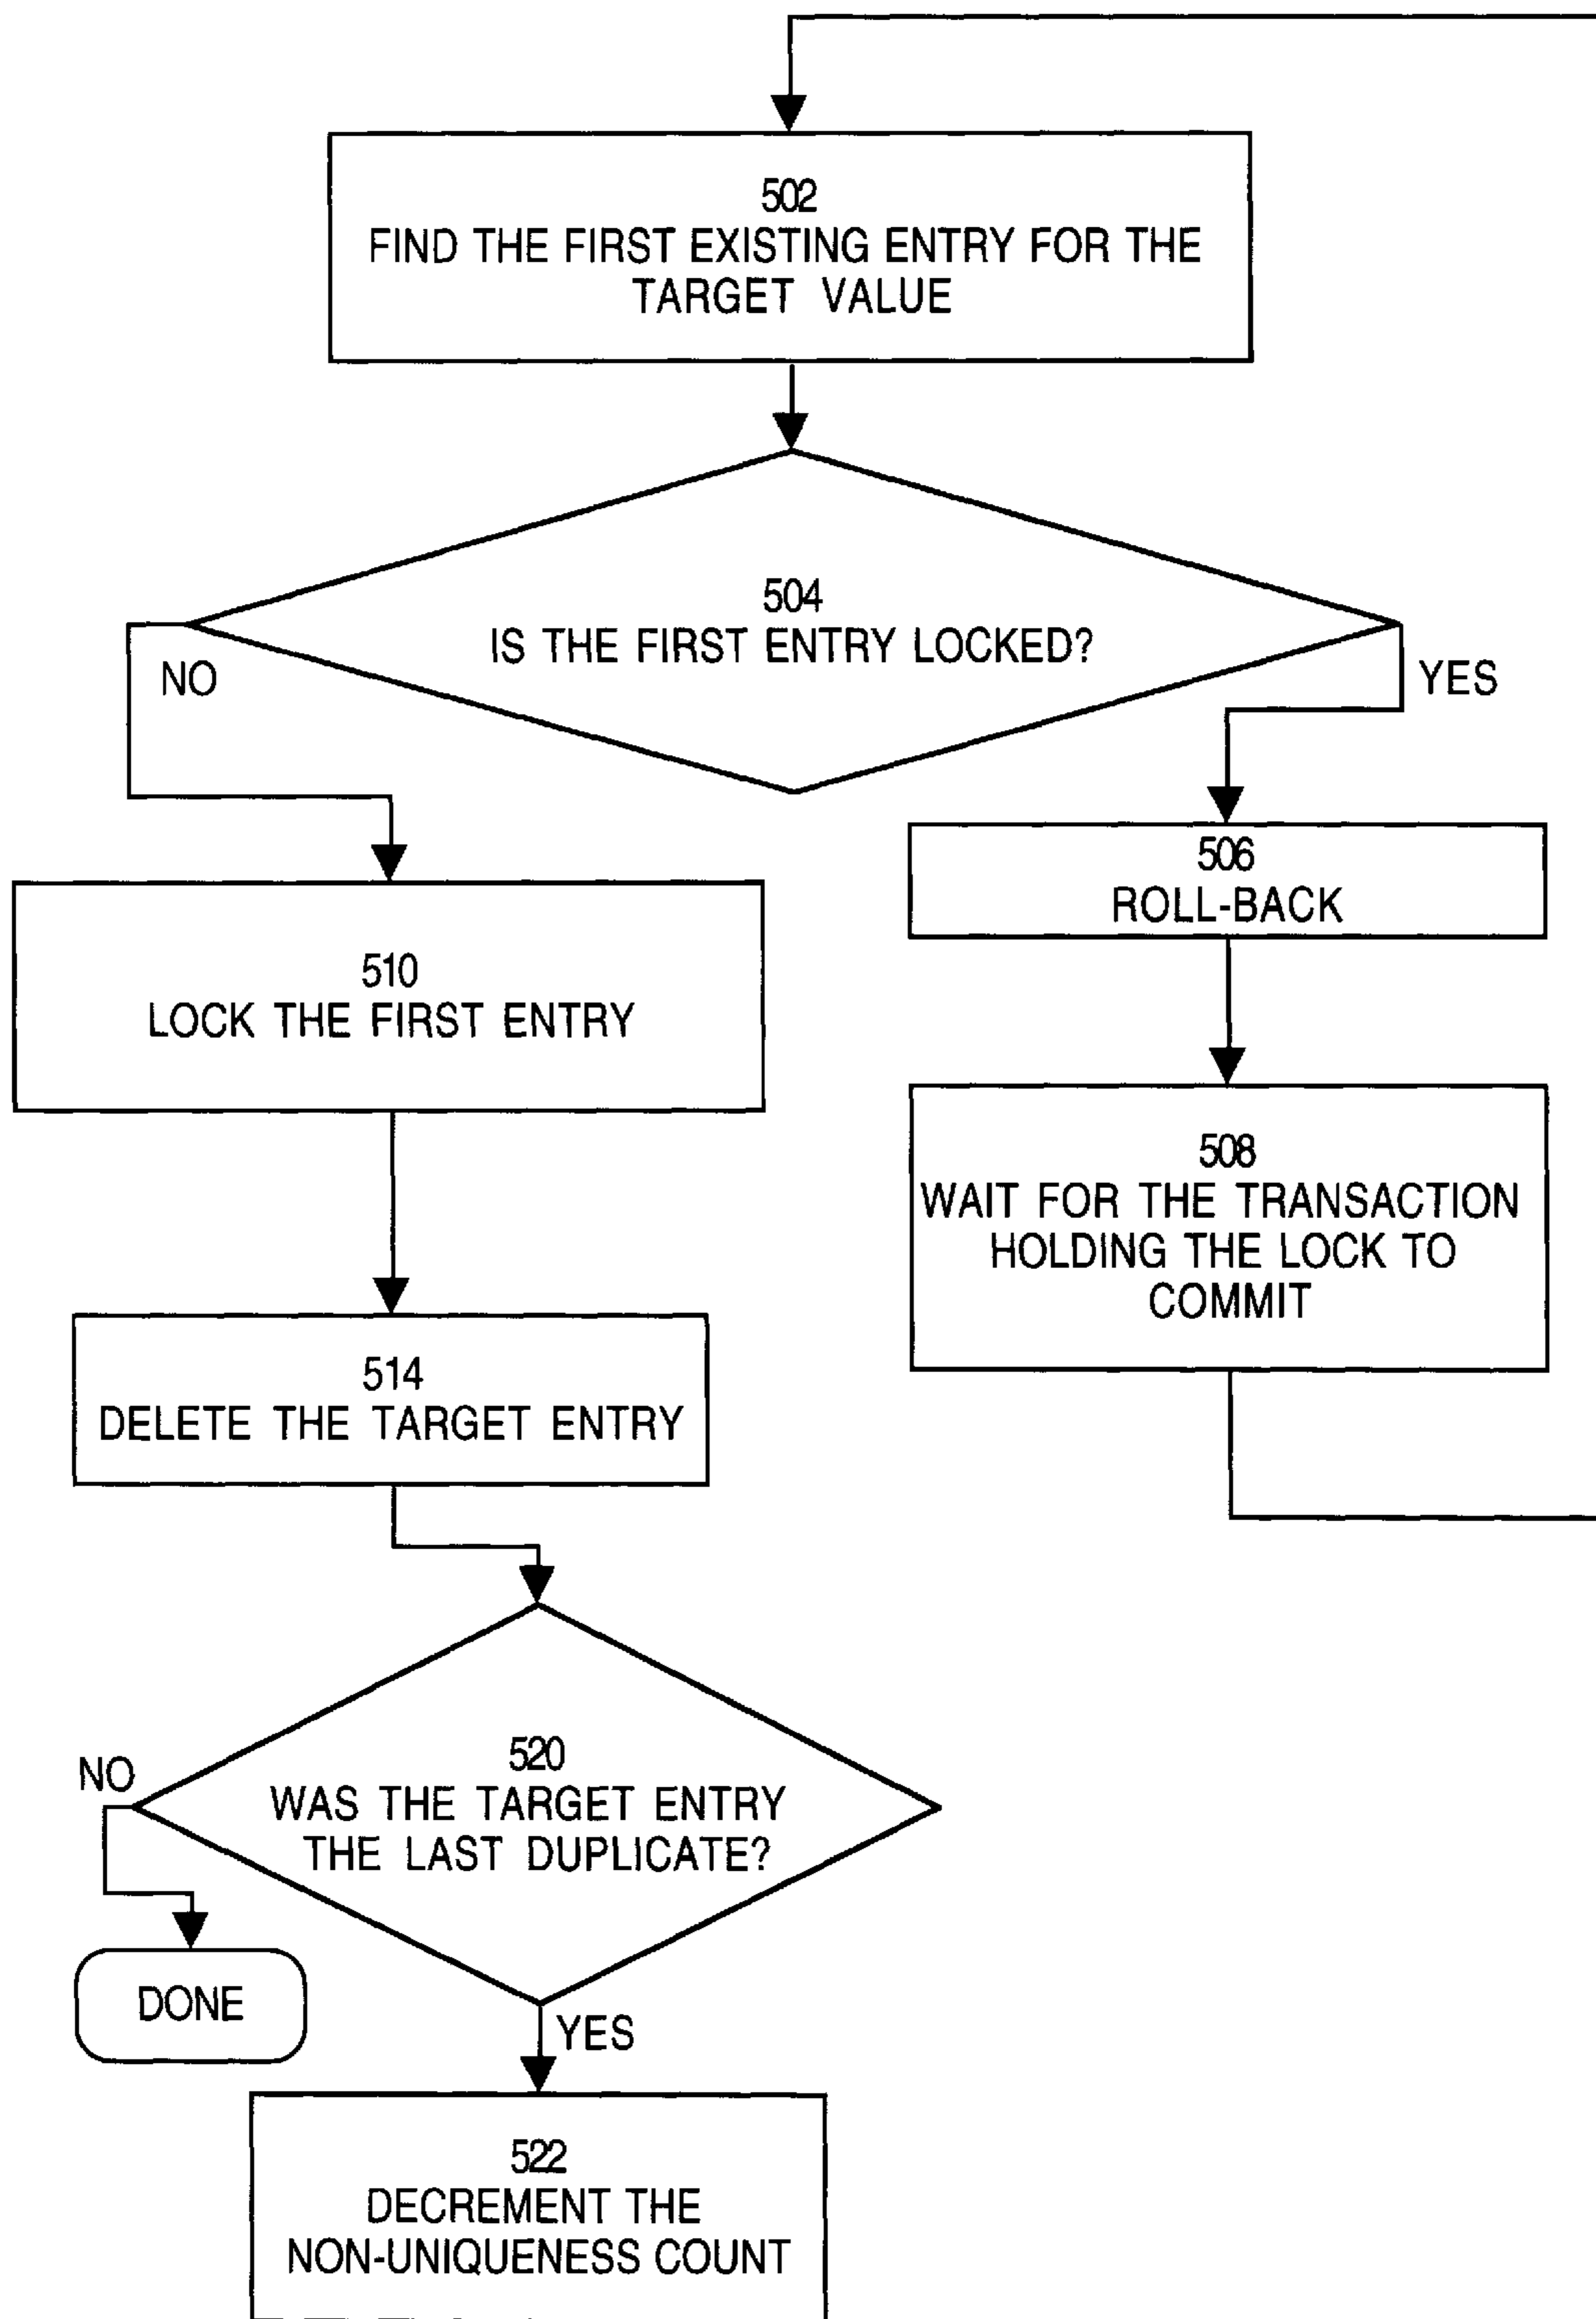 502
FIND THE FIRST EXISTING ENTRY FOR THE
TARGET VALUE
504
IS THE FIRST ENTRY LOCKED?
NO
YES
506
ROLL-BACK
510
LOCK THE FIRST ENTRY
508
WAIT FOR THE TRANSACTION
HOLDING THE LOCK TO
COMMIT
514
DELETE THE TARGET ENTRY
520
WAS THE TARGET ENTRY
THE LAST DUPLICATE?
NO
DONE
YES
522
DECREMENT THE
NON-UNIQUENESS COUNT